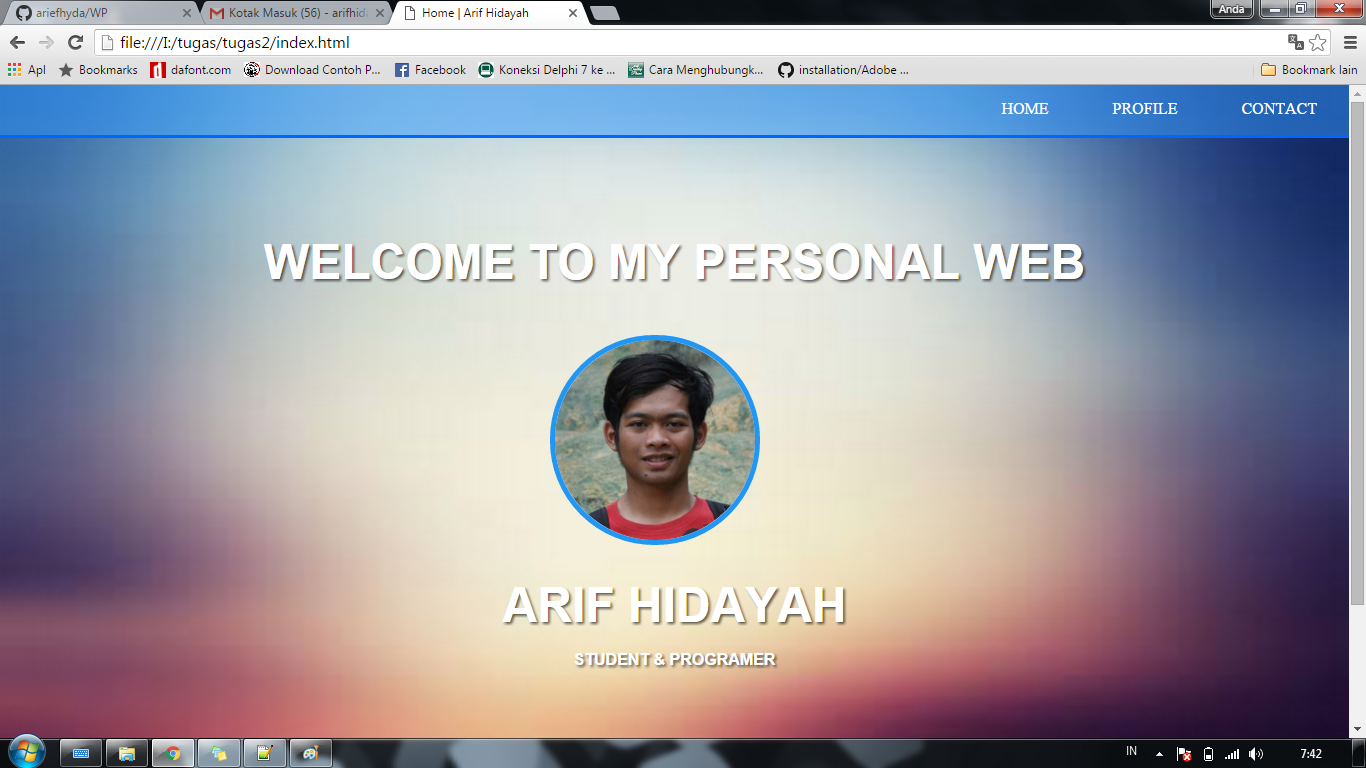 ariefhyda/WP
Kotak Masuk (56) - arifhida
Home | Arif Hidayah
Anda
file:///I:/tugas/tugas2/index.html
Apl
Bookmarks
dafont.com
Download Contoh P...
Facebook
Koneksi Delphi 7 ke ...
Cara Menghubungk...
installation/Adobe ...
Bookmark lain
HOME
PROFILE
CONTACT
WELCOME TO MY PERSONAL WEB
ARIF HIDAYAH
STUDENT & PROGRAMER
IN
7:42